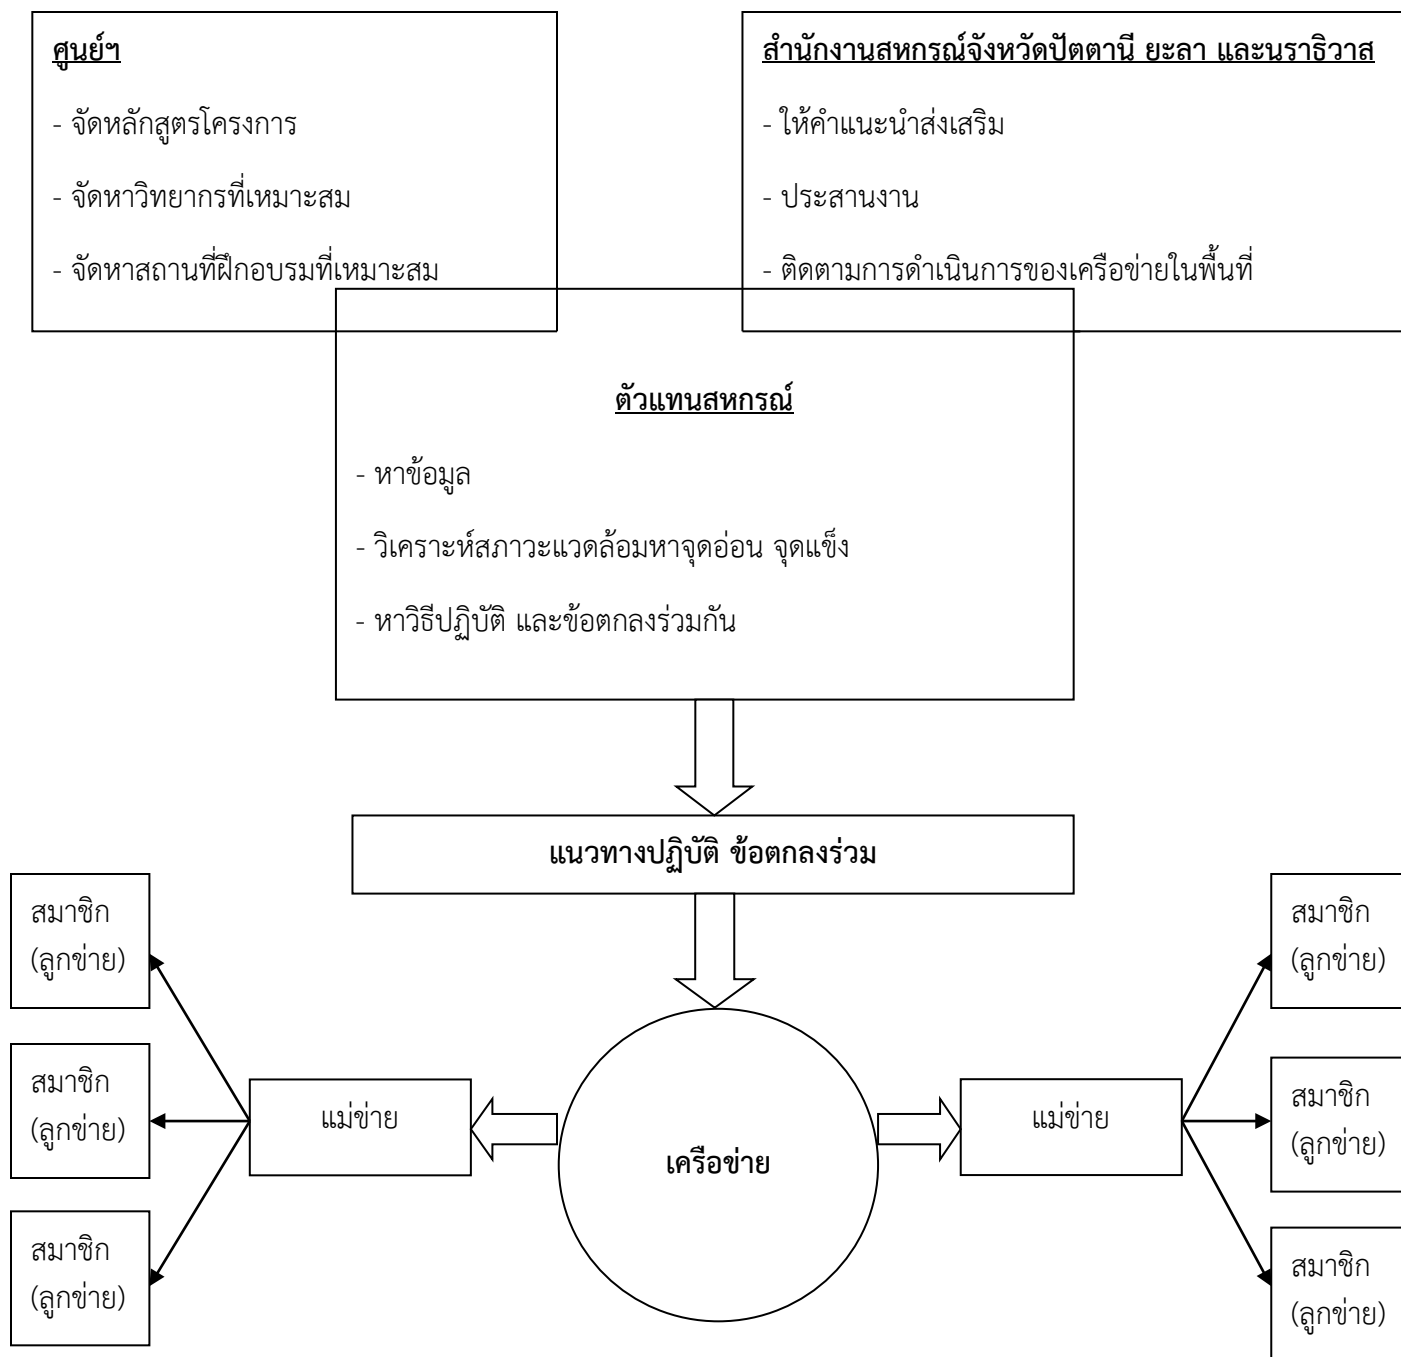 ศูนย์ฯ
- จัดหลักสูตรโครงการ
- จัดหาวิทยากรที่เหมาะสม
- จัดหาสถานที่ฝึกอบรมที่เหมาะสม
สำนักงานสหกรณ์จังหวัดปัตตานี ยะลา และนราธิวาส
- ให้คำแนะนำส่งเสริม
- ประสานงาน
- ติดตามการดำเนินการของเครือข่ายในพื้นที่
ตัวแทนสหกรณ์
- หาข้อมูล
- วิเคราะห์สภาวะแวดล้อมหาจุดอ่อน จุดแข็ง
- หาวิธีปฏิบัติ และข้อตกลงร่วมกัน
แนวทางปฏิบัติ ข้อตกลงร่วม
สมาชิก
(ลูกข่าย)
สมาชิก
(ลูกข่าย)
สมาชิก
(ลูกข่าย)
แม่ข่าย
เครือข่าย
แม่ข่าย
สมาชิก
(ลูกข่าย)
สมาชิก
(ลูกข่าย)
สมาชิก
(ลูกข่าย)